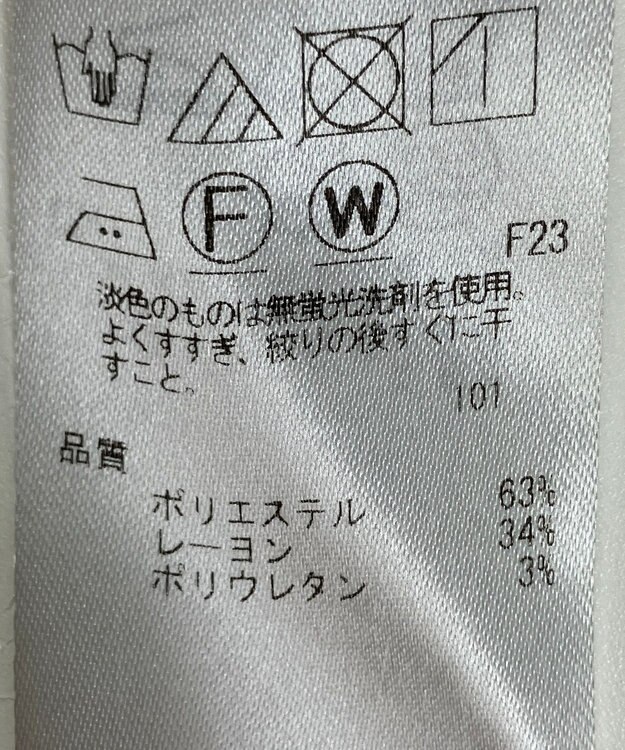 F W
F23
淡色のものは無蛍光洗剤を使用。
よくすすぎ、絞りの後すぐに干
すこと。
101
品質
ポリエステル 63%
レーヨン 34%
ポリウレタン 3%